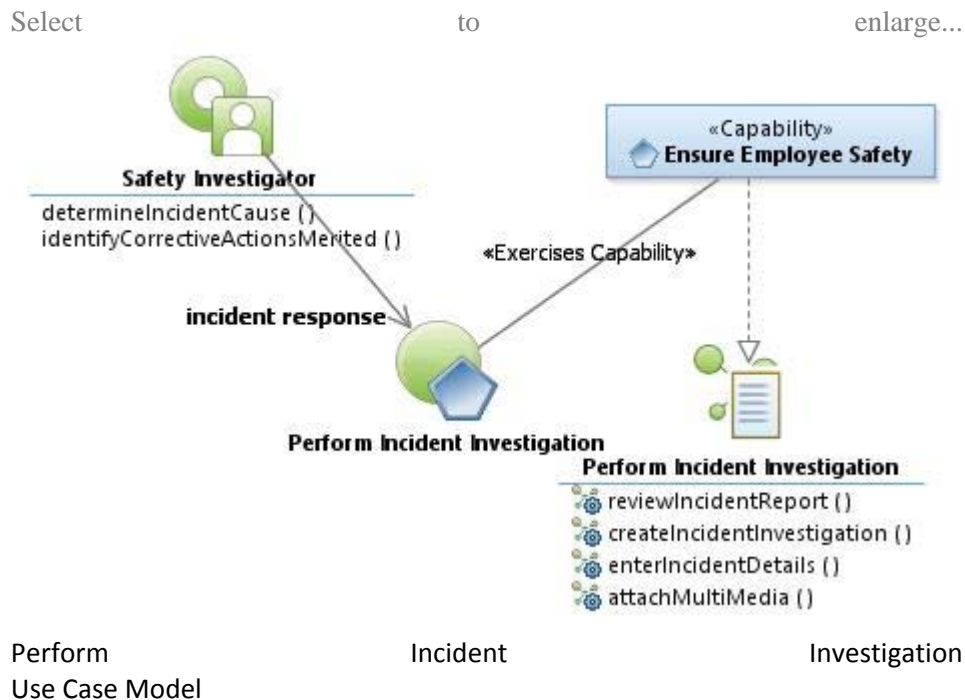 Select to enlarge...
«Capability»
Ensure Employee Safety
Safety Investigator
determineIncidentCause ()
identifyCorrectiveActionsMerited ()
«Exercises Capability»
incident response
Perform Incident Investigation
Perform Incident Investigation
reviewIncidentReport ()
createIncidentInvestigation ()
enterIncidentDetails ()
attachMultiMedia ()
Perform Incident Investigation
Use Case Model